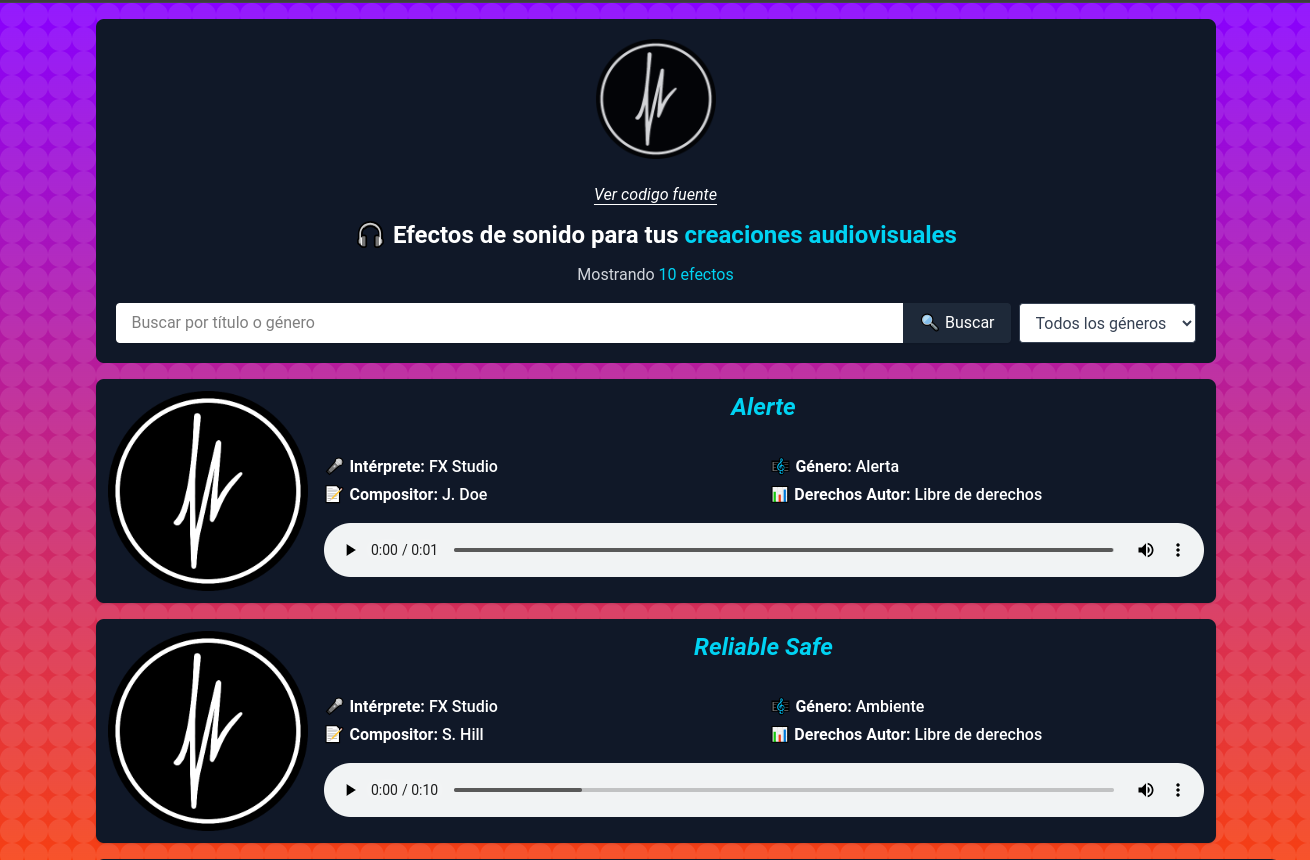 Ver codigo fuente
🎧 Efectos de sonido para tus creaciones audiovisuales
Mostrando 10 efectos
Buscar por título o género
🔍 Buscar
Todos los géneros
Alerte
🎤 Intérprete: FX Studio
🎼 Género: Alerta
📝 Compositor: J. Doe
📊 Derechos Autor: Libre de derechos
0:00 / 0:01
Reliable Safe
🎤 Intérprete: FX Studio
🎼 Género: Ambiente
📝 Compositor: S. Hill
📊 Derechos Autor: Libre de derechos
0:00 / 0:10